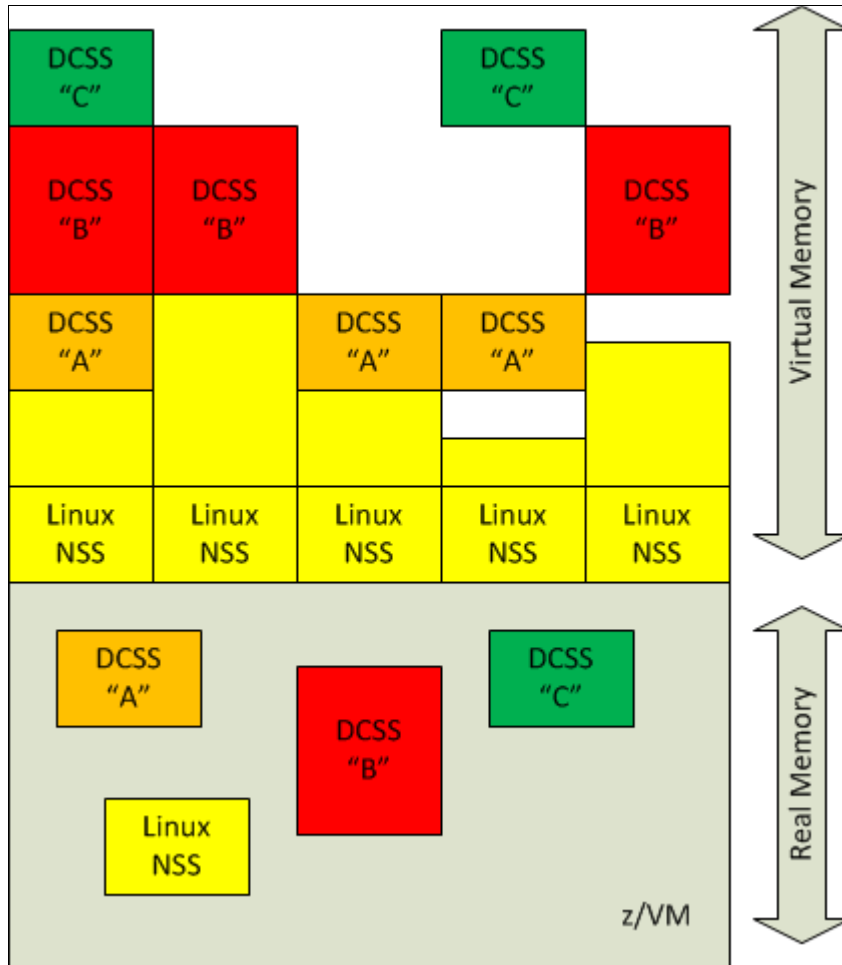 DCSS
“C”
DCSS
“C”
DCSS
“B”
DCSS
“B”
DCSS
“B”
DCSS
“A”
DCSS
“A”
DCSS
“A”
Linux
NSS
Linux
NSS
Linux
NSS
Linux
NSS
Linux
NSS
Virtual Memory
DCSS
“A”
DCSS
“B”
DCSS
“C”
Linux
NSS
z/VM
Real Memory